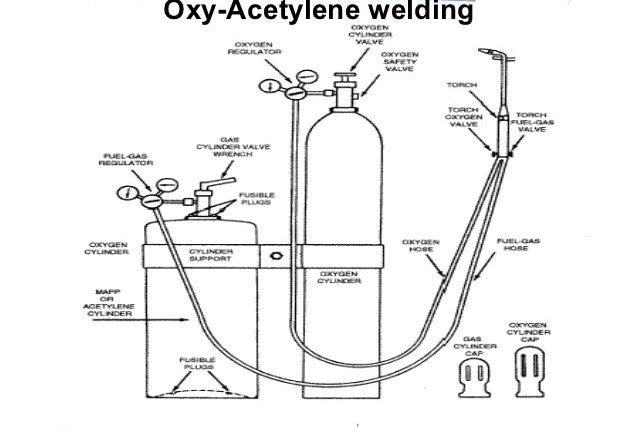 Oxy-Acetylene welding
OXYGEN
CYLINDER
VALVE
OXYGEN
REGULATOR
OXYGEN
SAFETY
VALVE
TORCH
TORCH
OXYGEN
VALVE
TORCH
FUEL-GAS
VALVE
GAS
CYLINDER VALVE
WRENCH
FUEL-GAS
REGULATOR
FUSIBLE
PLUGS
OXYGEN
CYLINDER
CYLINDER
SUPPORT
OXYGEN
CYLINDER
OXYGEN
HOSE
FUEL-GAS
HOSE
MAPP
OR
ACETYLENE
CYLINDER
FUSIBLE
PLUGS
GAS
CYLINDER
CAP
OXYGEN
CYLINDER
CAP